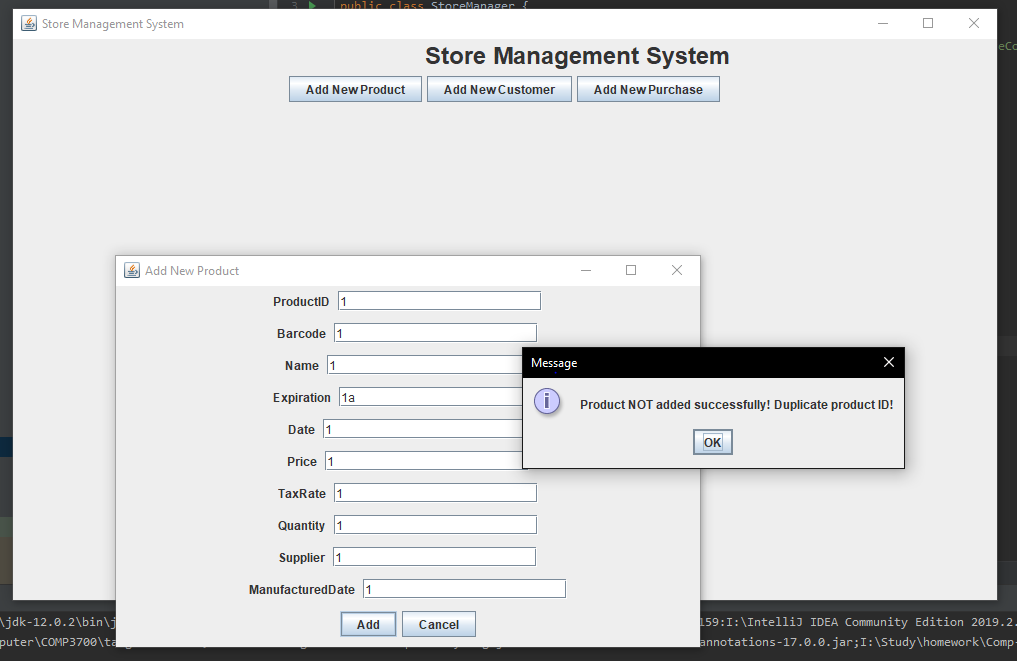 3 public class StoreManager {
Store Management System
Store Management System
Add New Product Add New Customer Add New Purchase
Add New Product
ProductID 1
Barcode 1
Message
Name 1
Expiration 1a
Product NOT added successfully! Duplicate product ID!
Date 1
OK
Price 1
TaxRate 1
Quantity 1
Supplier 1
ManufacturedDate 1
Add Cancel
\jdk-12.0.2\bin\j 159:I:\IntelliJ IDEA Community Edition 2019.2.
puter\COMP3700\ta annotations-17.0.0.jar;I:\Study\homework\Comp-